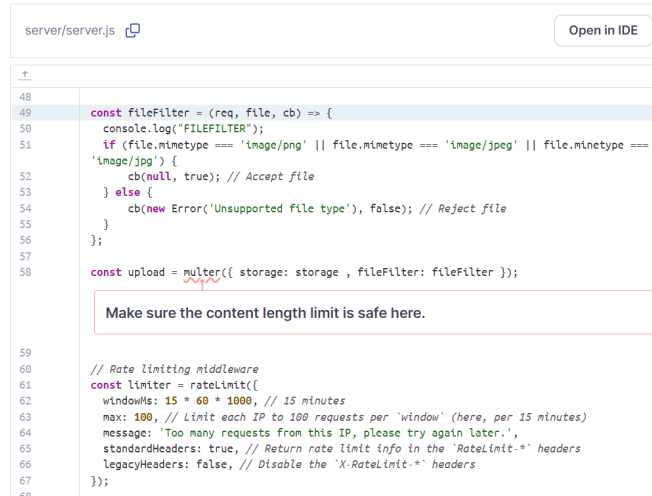 server/server.js
Open in IDE
48
49 const fileFilter = (req, file, cb) => {
50 console.log("FILEFILTER");
51 if (file.mimetype === 'image/png' || file.mimetype === 'image/jpeg' || file.minetype ===
'image/jpg') {
52 cb(null, true); // Accept file
53 } else {
54 cb(new Error('Unsupported file type'), false); // Reject file
55 }
56 };
57
58 const upload = multer({ storage: storage , fileFilter: fileFilter });
Make sure the content length limit is safe here.
59
60 // Rate limiting middleware
61 const limiter = rateLimit({
62 windowMs: 15 * 60 * 1000, // 15 minutes
63 max: 100, // Limit each IP to 100 requests per `window` (here, per 15 minutes)
64 message: 'Too many requests from this IP, please try again later.',
65 standardHeaders: true, // Return rate limit info in the `RateLimit-*` headers
66 legacyHeaders: false, // Disable the `X-RateLimit-*` headers
67 });
68